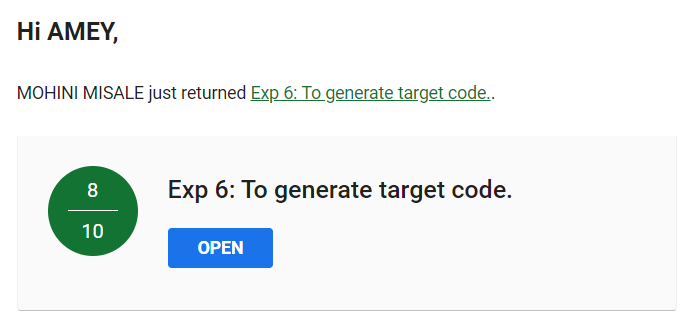 Hi AMEY,
MOHINI MISALE just returned Exp 6: To generate target code..
8
10
Exp 6: To generate target code.
OPEN